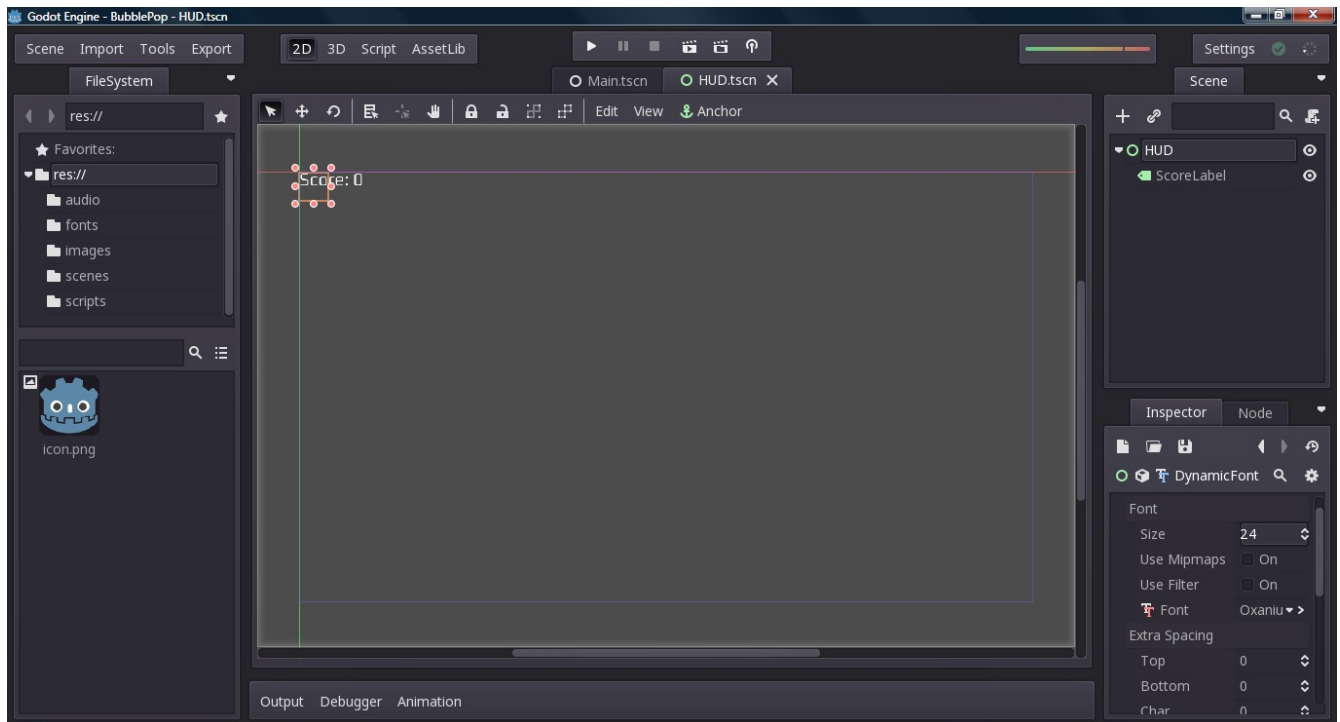 Godot Engine - BubblePop - HUD.tscn
Scene Import Tools Export
2D 3D Script AssetLib
Settings
FileSystem
Main.tscn
HUD.tscn
Scene
res://
Edit View Anchor
Favorites:
res://
audio
fonts
images
scenes
scripts
icon.png
Score: 0
HUD
ScoreLabel
Inspector Node
DynamicFont
Font
Size 24
Use Mipmaps On
Use Filter On
Font Oxaniu
Extra Spacing
Top 0
Bottom 0
Char 0
Output Debugger Animation